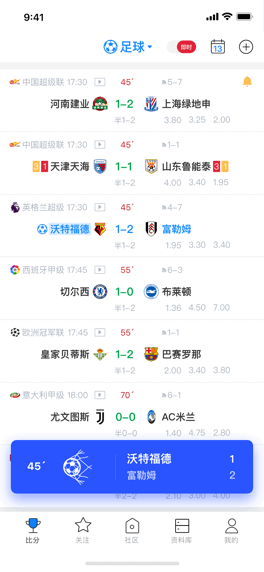 9:41
足球
即时
13
中国超级联 17:30 45' 5-7
河南建业 1-2 上海绿地申
半1-2 3.80 3.25 2.00
中国超级联 17:30 45' 1-1
3 1 天津天海 1-1 山东鲁能泰 3 1
半1-2 4.00 3.40 1.95
英格兰超级 17:30 45' 4-7
沃特福德 1-2 富勒姆
半1-2 1.95 3.30 3.40
西班牙甲级 17:45 55' 6-3
切尔西 1-0 布莱顿
半1-2 1.36 4.50 7.00
欧洲冠军联 17:45 55' 1-1
皇家贝蒂斯 1-2 巴赛罗那
半1-2 2.00 3.40 3.80
意大利甲级 18:00 70' 6-1
尤文图斯 0-0 AC米兰
半0-0 1.40 4.75 2.80
45' 沃特福德 1
富勒姆 2
半1-2 2.10 3.00 4.00
比分 关注 社区 资料库 我的